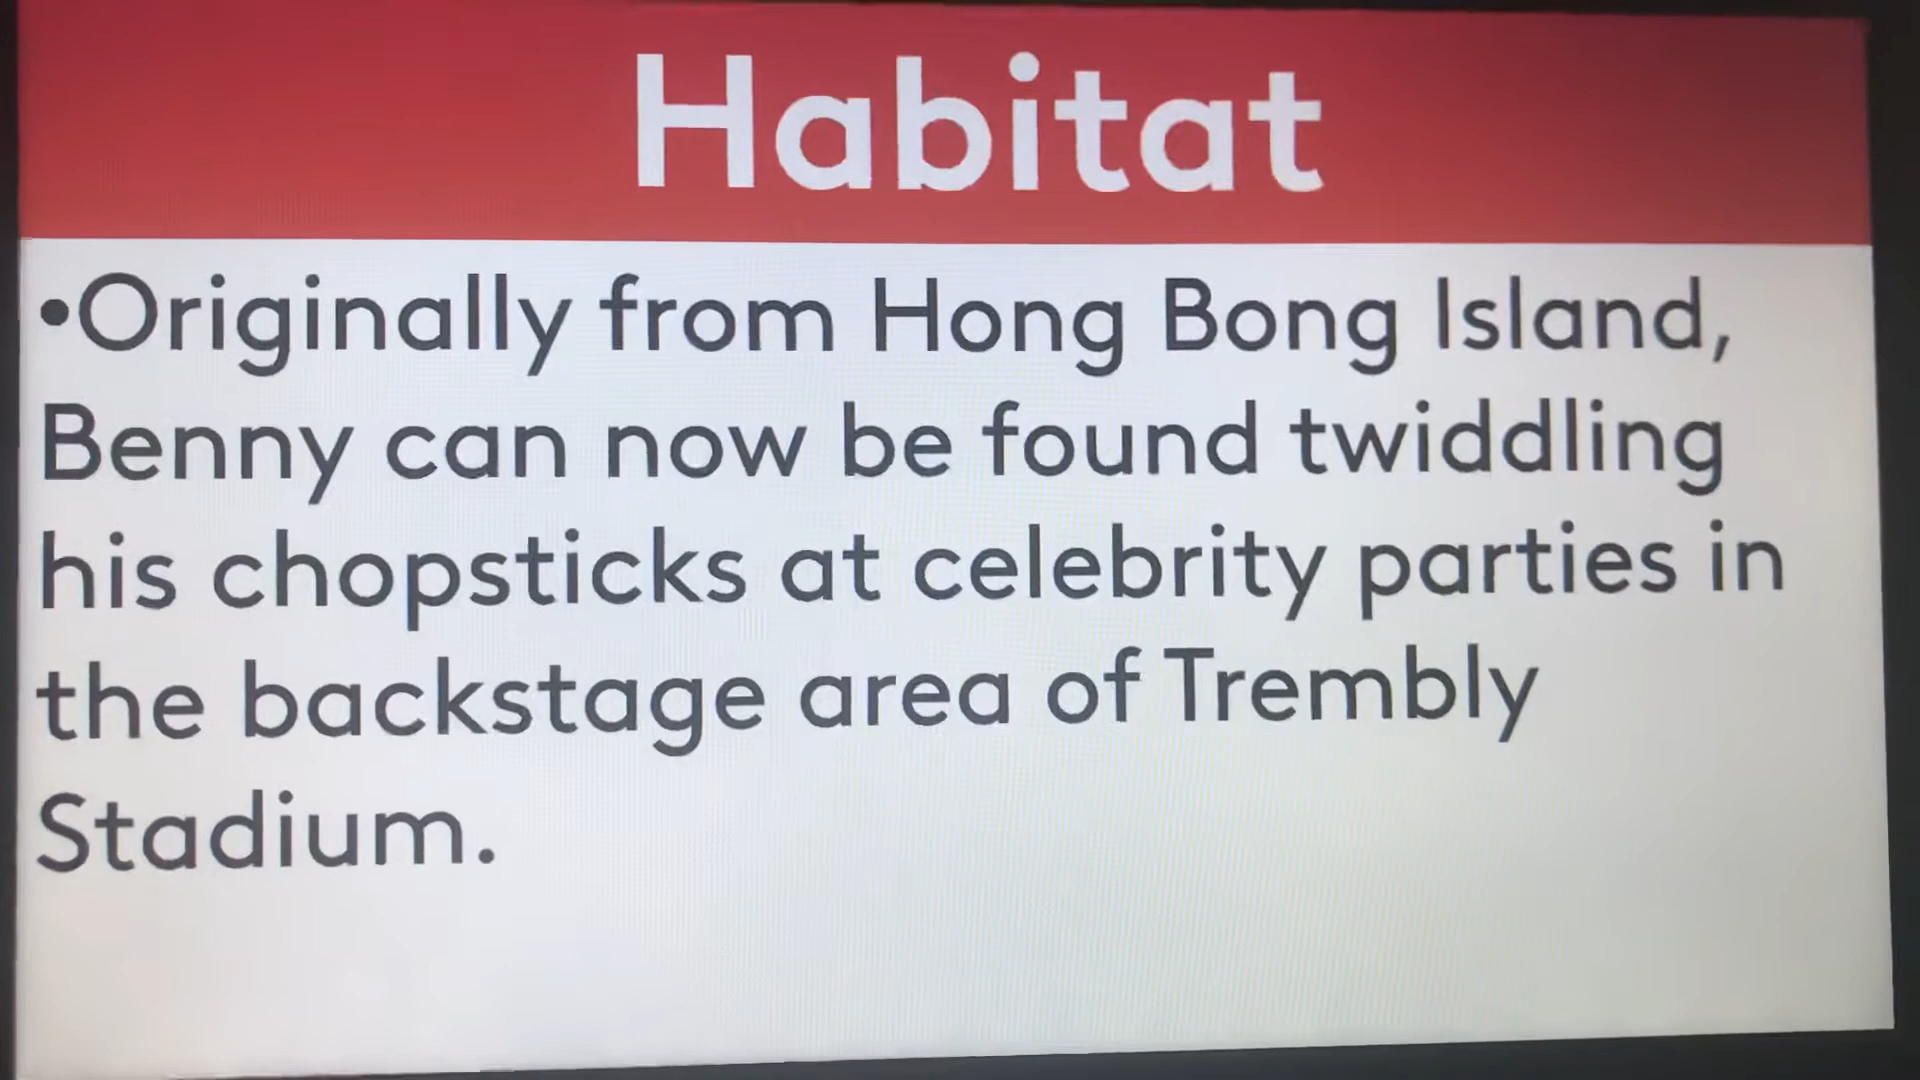 Habitat
•Originally from Hong Bong Island,
Benny can now be found twiddling
his chopsticks at celebrity parties in
the backstage area of Trembly
Stadium.